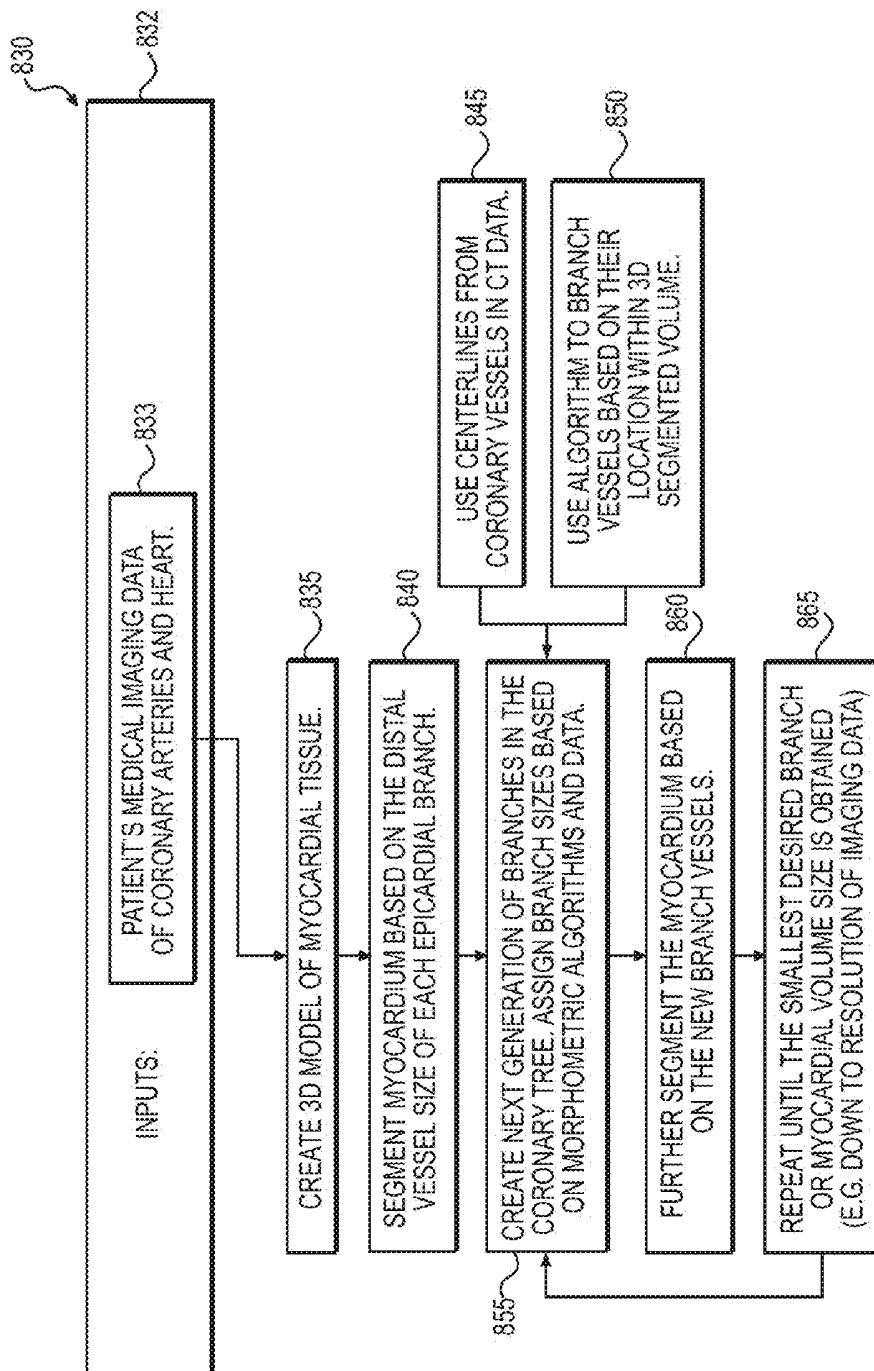 830
832
INPUTS:
PATIENT'S MEDICAL IMAGING DATA
OF CORONARY ARTERIES AND HEART.
833
CREATE 3D MODEL OF MYOCARDIAL TISSUE.
835
SEGMENT MYOCARDIUM BASED ON THE DISTAL
VESSEL SIZE OF EACH EPICARDIAL BRANCH.
840
USE CENTERLINES FROM
CORONARY VESSELS IN CT DATA.
845
USE ALGORITHM TO BRANCH
VESSELS BASED ON THEIR
LOCATION WITHIN 3D
SEGMENTED VOLUME.
850
855
CREATE NEXT GENERATION OF BRANCHES IN THE
CORONARY TREE. ASSIGN BRANCH SIZES BASED
ON MORPHOMETRIC ALGORITHMS AND DATA.
FURTHER SEGMENT THE MYOCARDIUM BASED
ON THE NEW BRANCH VESSELS.
860
REPEAT UNTIL THE SMALLEST DESIRED BRANCH
OR MYOCARDIAL VOLUME SIZE IS OBTAINED
(E.G. DOWN TO RESOLUTION OF IMAGING DATA)
865